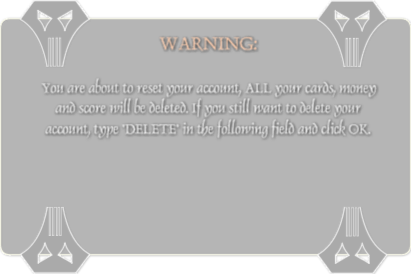 WARNING:
You are about to reset your account, ALL your cards, money
and score will be deleted. If you still want to delete your
account, type "DELETE" in the following field and click OK.